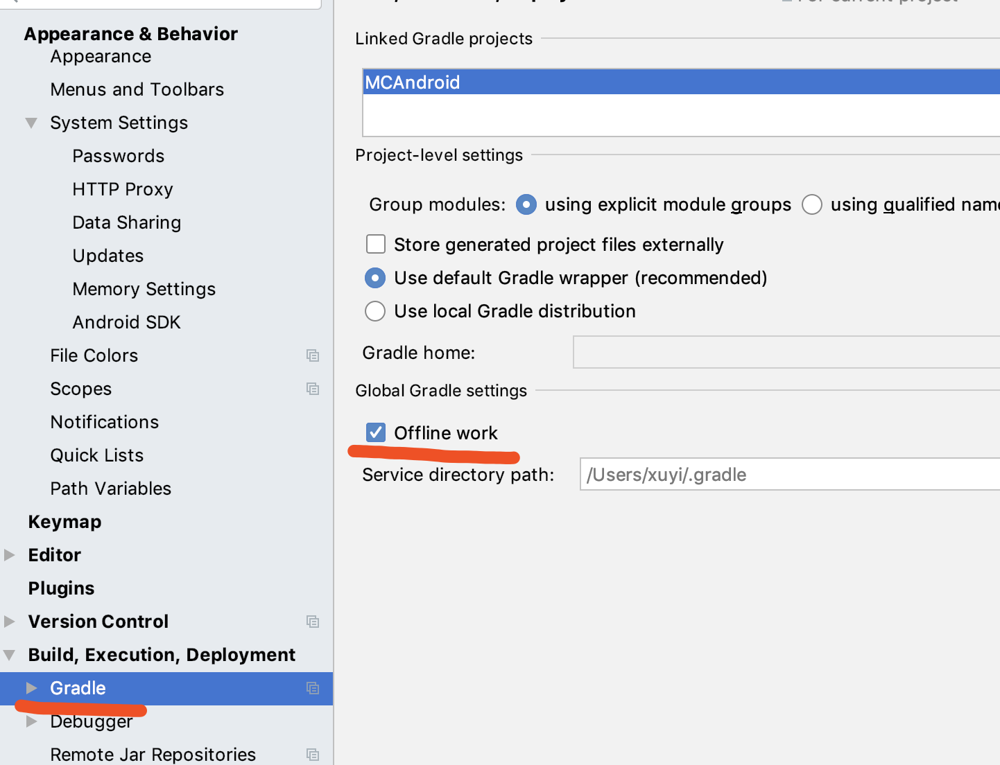 Appearance & Behavior
Appearance
Menus and Toolbars
System Settings
Passwords
HTTP Proxy
Data Sharing
Updates
Memory Settings
Android SDK
File Colors
Scopes
Notifications
Quick Lists
Path Variables
Keymap
Editor
Plugins
Version Control
Build, Execution, Deployment
Gradle
Debugger
Remote Jar Repositories
For current project
Linked Gradle projects
MCAndroid
Project-level settings
Group modules: using explicit module groups using qualified
Store generated project files externally
Use default Gradle wrapper (recommended)
Use local Gradle distribution
Gradle home:
Global Gradle settings
Offline work
Service directory path: /Users/xuyi/.gradle